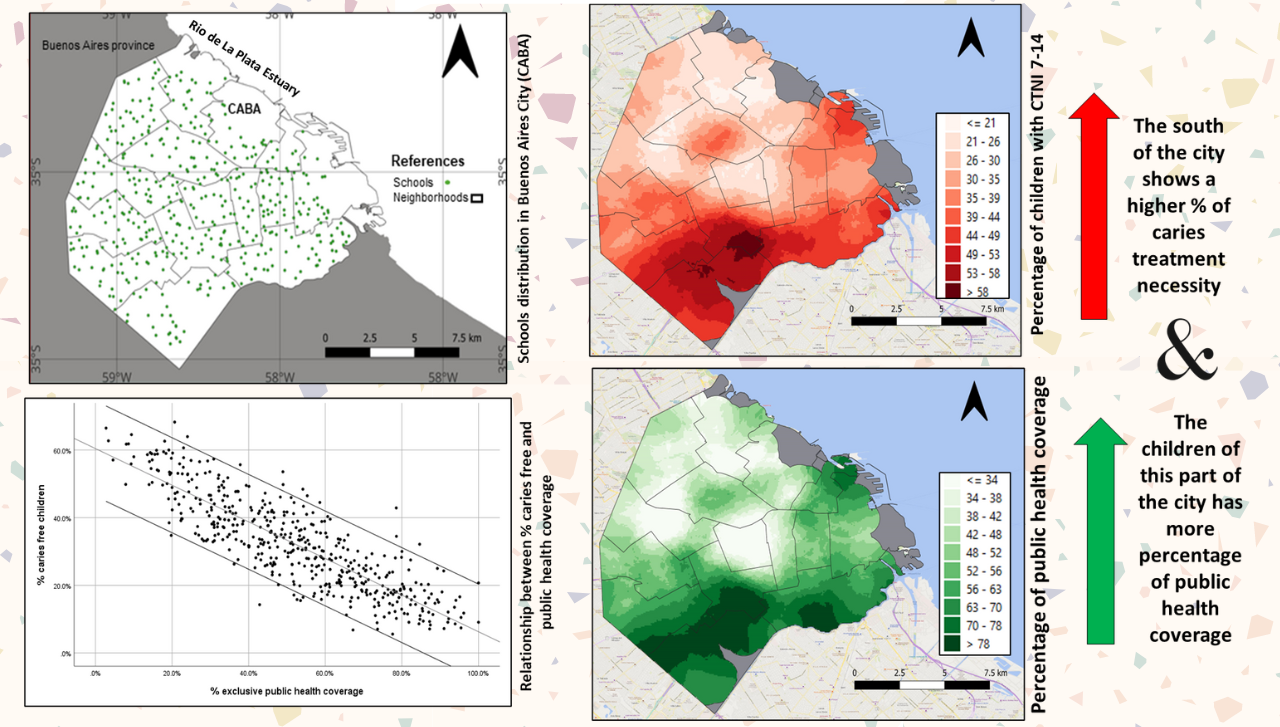 59°W
58°W
58°W
Buenos Aires province
Rio de La Plata Estuary
CABA
References
Schools
Neighborhoods
35°S
35°S
35°S
35°S
0 2.5 5 7.5 km
59°W
58°W
58°W
Schools distribution in Buenos Aires City (CABA)
<= 21
21 - 26
26 - 30
30 - 35
35 - 39
39 - 44
44 - 49
49 - 53
53 - 58
> 58
0 2.5 5 7.5 km
Percentage of children with CTNI 7-14
The south
of the city
shows a
higher % of
caries
treatment
necessity
&
% caries free children
60.0%
40.0%
20.0%
.0%
.0% 20.0% 40.0% 60.0% 80.0% 100.0%
% exclusive public health coverage
Relationship between % caries free and
public health coverage
<= 34
34 - 38
38 - 42
42 - 48
48 - 52
52 - 56
56 - 63
63 - 70
70 - 78
> 78
0 2.5 5 7.5 km
Percentage of public health coverage
The
children of
this part of
the city has
more
percentage
of public
health
coverage